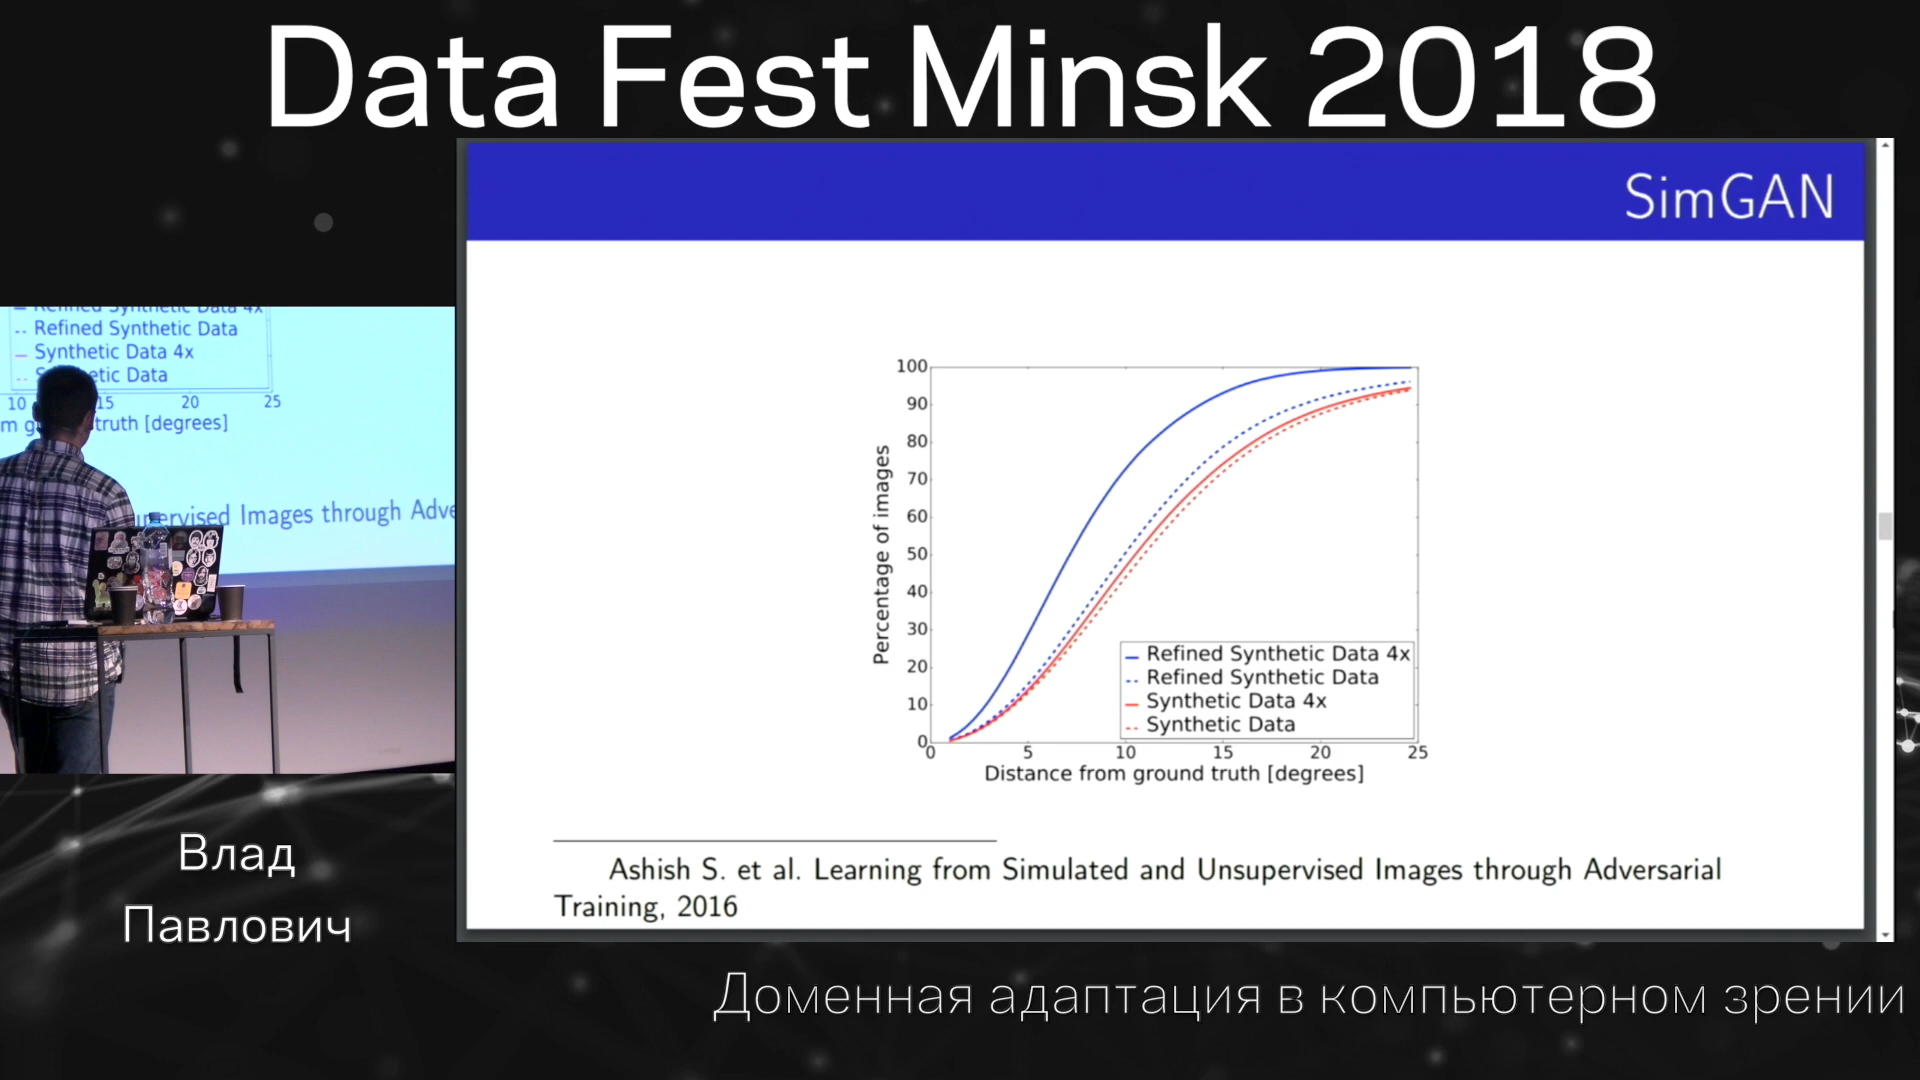 Data Fest Minsk 2018
SimGAN
100
90
80
70
60
50
40
30
20
10
0
Percentage of images
Refined Synthetic Data 4x
Refined Synthetic Data
Synthetic Data 4x
Synthetic Data
0 5 10 15 20 25
Distance from ground truth [degrees]
Ashish S. et al. Learning from Simulated and Unsupervised Images through Adversarial
Training, 2016
Refined Synthetic Data 4x
Refined Synthetic Data
Synthetic Data 4x
Data
10 15 20 25
truth [degrees]
Images through
Влад
Павлович
Доменная адаптация в компьютерном зрении